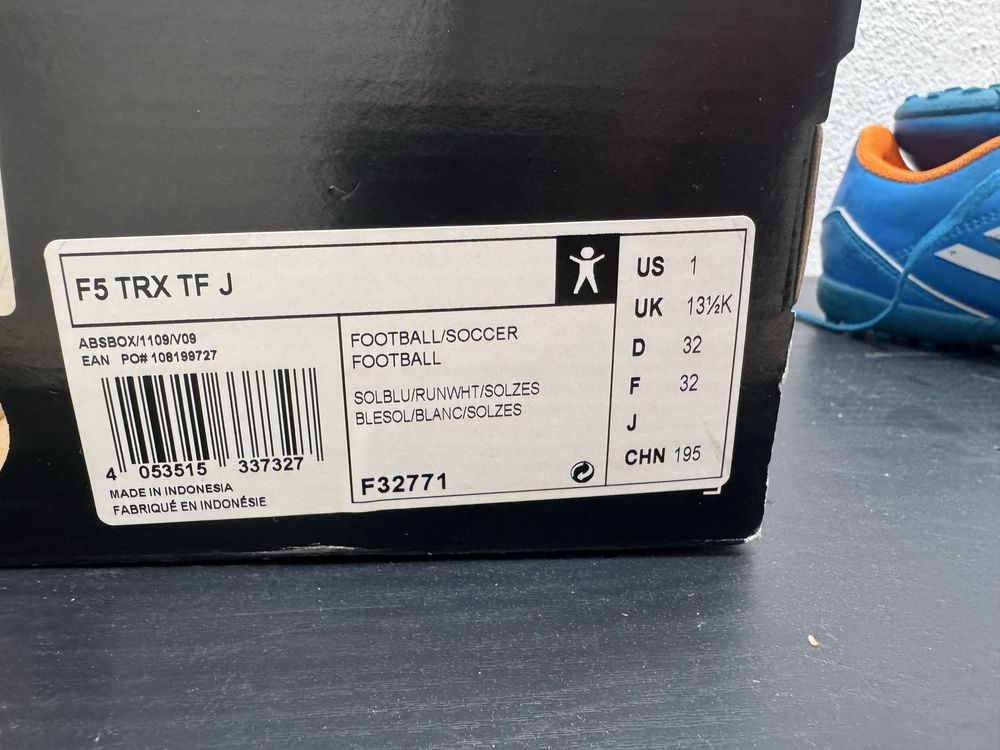 F5 TRX TF J
ABSBOX/1109/V09
EAN PO# 108199727
4 053515 337327
MADE IN INDONESIA
FABRIQUÉ EN INDONÉSIE
FOOTBALL/SOCCER
FOOTBALL
SOLBLU/RUNWHT/SOLZES
BLESOL/BLANC/SOLZES
F32771
US 1
UK 13½K
D 32
F 32
J
CHN 195